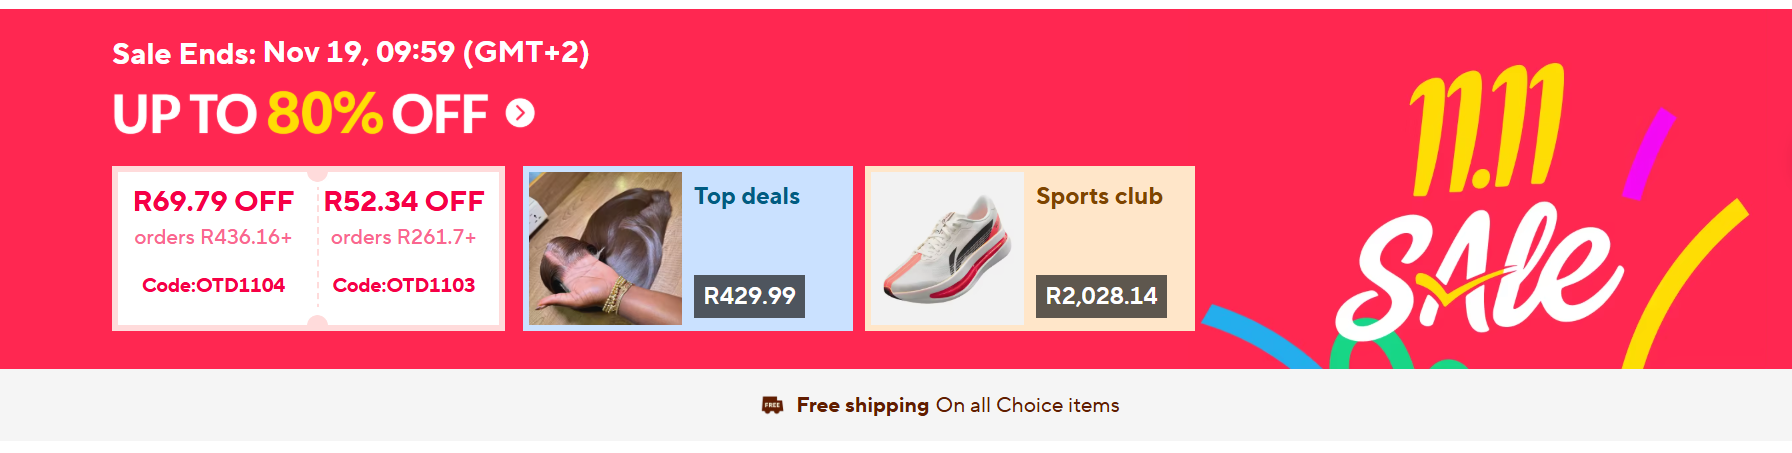 Sale Ends: Nov 19, 09:59 (GMT+2)
UP TO 80% OFF
R69.79 OFF
orders R436.16+
Code:OTD1104
R52.34 OFF
orders R261.7+
Code:OTD1103
Top deals
R429.99
Sports club
R2,028.14
11.11
SALE
FREE
Free shipping On all Choice items